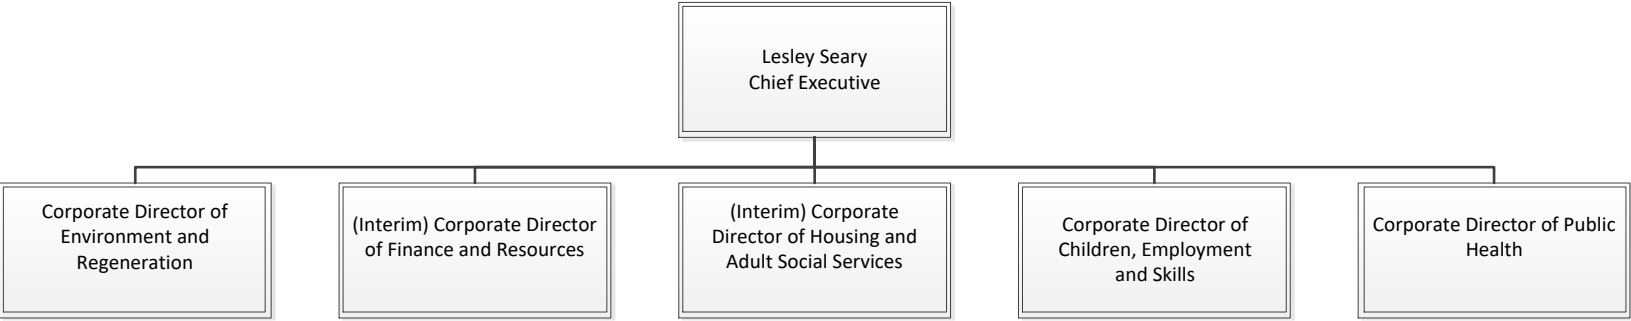 Lesley Seary
Chief Executive
Corporate Director of
Environment and
Regeneration
(Interim) Corporate Director
of Finance and Resources
(Interim) Corporate
Director of Housing and
Adult Social Services
Corporate Director of
Children, Employment
and Skills
Corporate Director of Public
Health